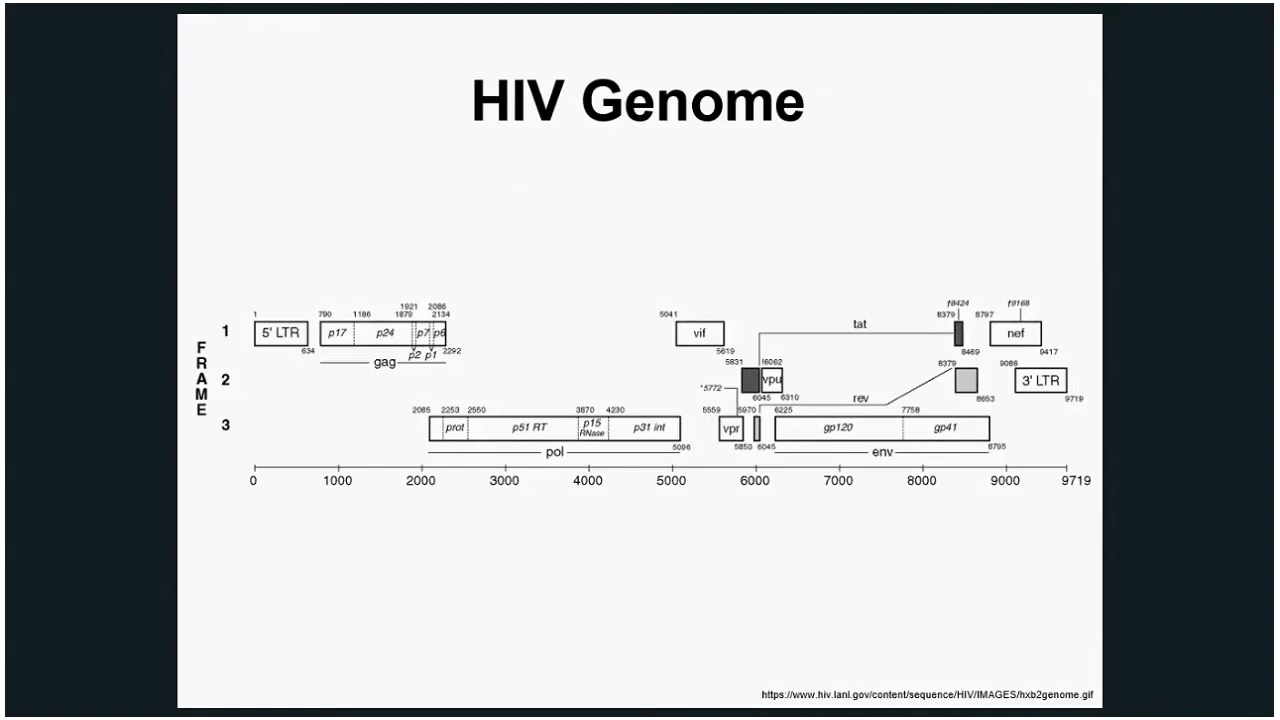 HIV Genome
1921 2086
†8424 †9168
1 790 1186 1879 2134 5041 8379 8797
1 5' LTR p17 p24 p7 p6 vif tat nef
634 p2 p1 2292 5619 8469 9417
gag
FRAME
5831 !6062 8379 9086
2 vpu 3' LTR
*5772 6045 6310 rev 8653 9719
2085 2253 2550 3870 4230 5559 5970 6225 7758
3 prot p51 RT p15 RNase p31 int vpr gp120 gp41
5096 5850 6045 8795
pol env
0 1000 2000 3000 4000 5000 6000 7000 8000 9000 9719
https://www.hiv.lanl.gov/content/sequence/HIV/IMAGES/hxb2genome.gif